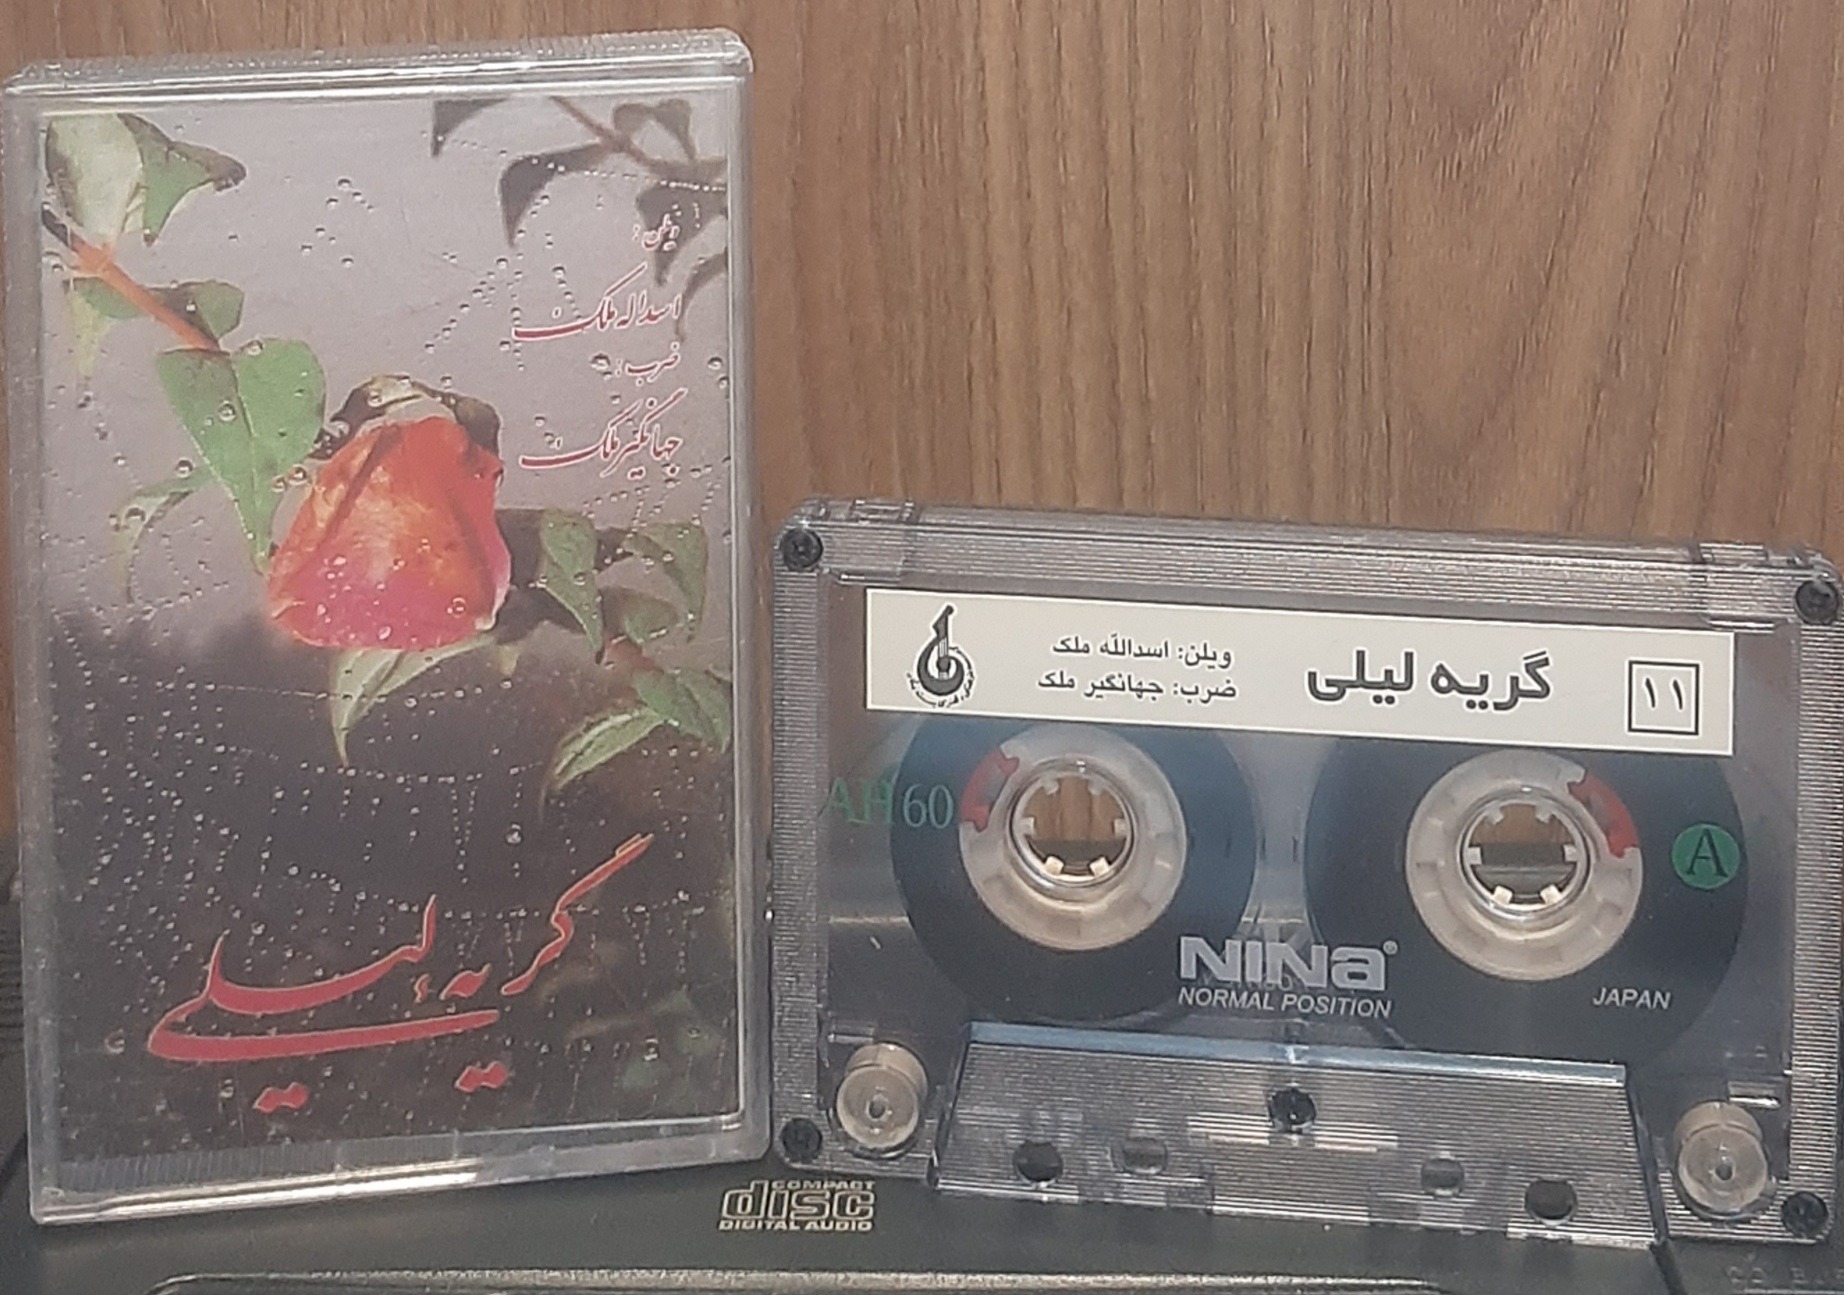 ویلن:
اسداله ملک
ضرب:
جهانگیر ملک
گریهٔ لیلی
۱۱
گریه لیلی
ویلن: اسدالله ملک
ضرب: جهانگیر ملک
AH 60
A
NINa®
NORMAL POSITION
JAPAN
COMPACT
disc
DIGITAL AUDIO